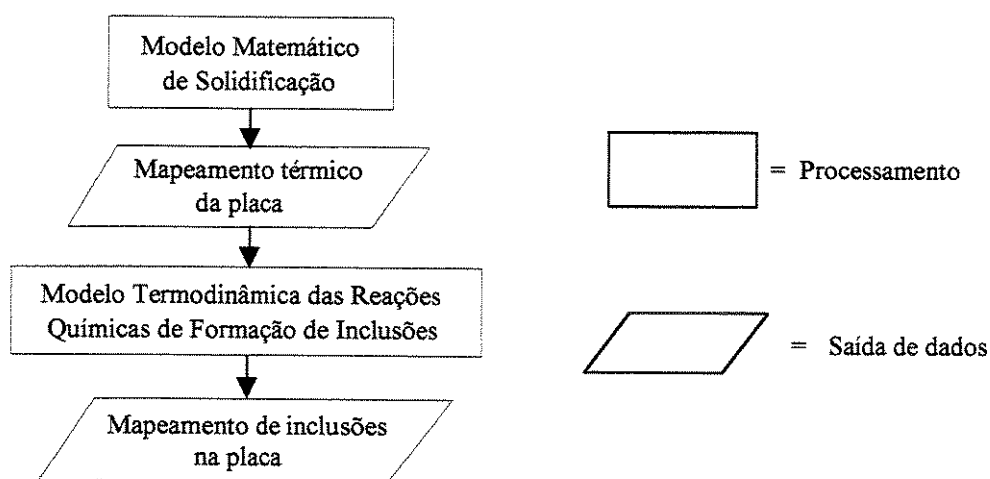 Modelo Matemático
de Solidificação
Mapeamento térmico
da placa
Modelo Termodinâmica das Reações
Químicas de Formação de Inclusões
Mapeamento de inclusões
na placa
= Processamento
= Saída de dados